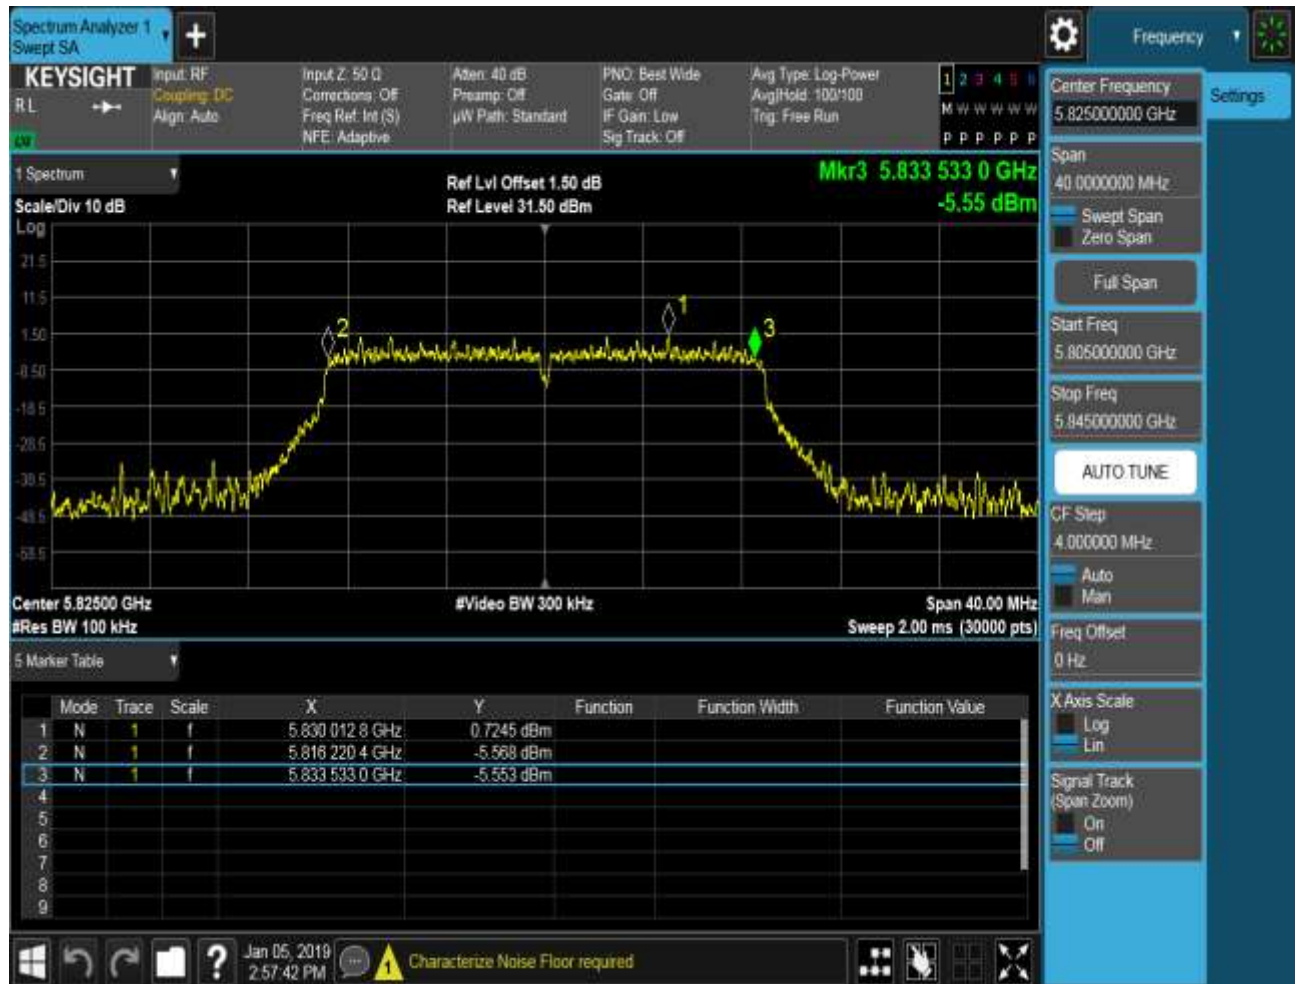 Spectrum Analyzer 1
Swept SA
Frequency
KEYSIGHT
R L
Input: RF
Coupling: DC
Align: Auto
Input Z: 50 Ω
Corrections: Off
Freq Ref: Int (S)
NFE: Adaptive
Atten: 40 dB
Preamp: Off
µW Path: Standard
PNO: Best Wide
Gate: Off
IF Gain: Low
Sig Track: Off
Avg Type: Log-Power
Avg|Hold: 100/100
Trig: Free Run
1 2 3 4 5 6
M W W W W W
P P P P P P
1 Spectrum
Scale/Div 10 dB
Log
Ref Lvl Offset 1.50 dB
Ref Level 31.50 dBm
Mkr3 5.833 533 0 GHz
-5.55 dBm
21.5
11.5
1.50
-8.50
-18.5
-28.5
-38.5
-48.5
-58.5
1
2
3
Center 5.82500 GHz
#Res BW 100 kHz
#Video BW 300 kHz
Span 40.00 MHz
Sweep 2.00 ms (30000 pts)
5 Marker Table
Mode Trace Scale X Y Function Function Width Function Value
1 N 1 f 5.830 012 8 GHz 0.7245 dBm
2 N 1 f 5.816 220 4 GHz -5.568 dBm
3 N 1 f 5.833 533 0 GHz -5.553 dBm
4
5
6
7
8
9
Jan 05, 2019
2:57:42 PM
Characterize Noise Floor required
Settings
Center Frequency
5.825000000 GHz
Span
40.0000000 MHz
Swept Span
Zero Span
Full Span
Start Freq
5.805000000 GHz
Stop Freq
5.845000000 GHz
AUTO TUNE
CF Step
4.000000 MHz
Auto
Man
Freq Offset
0 Hz
X Axis Scale
Log
Lin
Signal Track
(Span Zoom)
On
Off